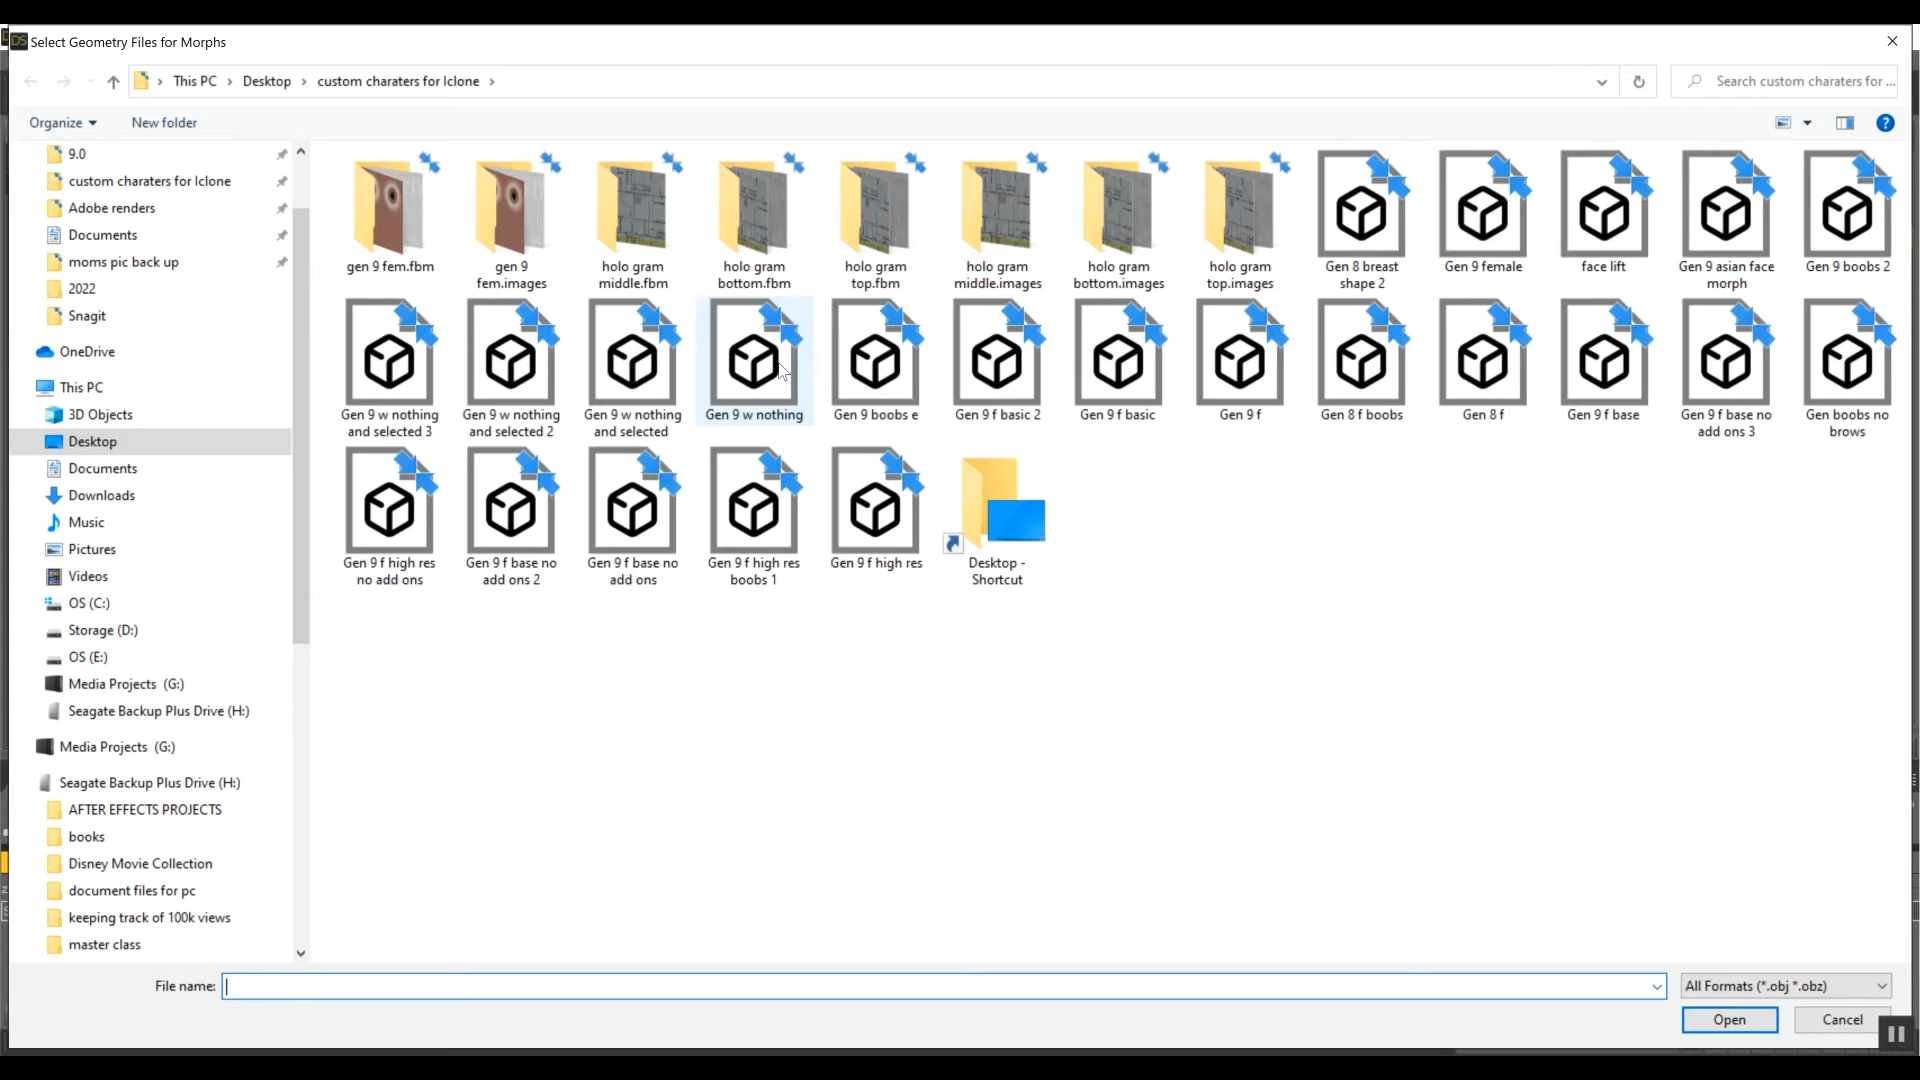 DS Select Geometry Files for Morphs
This PC › Desktop › custom charaters for Iclone ›
Search custom charaters for ...
Organize
New folder
9.0
custom charaters for Iclone
Adobe renders
Documents
moms pic back up
2022
Snagit
OneDrive
This PC
3D Objects
Desktop
Documents
Downloads
Music
Pictures
Videos
OS (C:)
Storage (D:)
OS (E:)
Media Projects (G:)
Seagate Backup Plus Drive (H:)
Media Projects (G:)
Seagate Backup Plus Drive (H:)
AFTER EFFECTS PROJECTS
books
Disney Movie Collection
document files for pc
keeping track of 100k views
master class
gen 9 fem.fbm
gen 9
fem.images
holo gram
middle.fbm
holo gram
bottom.fbm
holo gram
top.fbm
holo gram
middle.images
holo gram
bottom.images
holo gram
top.images
Gen 8 breast
shape 2
Gen 9 female
face lift
Gen 9 asian face
morph
Gen 9 boobs 2
Gen 9 w nothing
and selected 3
Gen 9 w nothing
and selected 2
Gen 9 w nothing
and selected
Gen 9 w nothing
Gen 9 boobs e
Gen 9 f basic 2
Gen 9 f basic
Gen 9 f
Gen 8 f boobs
Gen 8 f
Gen 9 f base
Gen 9 f base no
add ons 3
Gen boobs no
brows
Gen 9 f high res
no add ons
Gen 9 f base no
add ons 2
Gen 9 f base no
add ons
Gen 9 f high res
boobs 1
Gen 9 f high res
Desktop -
Shortcut
File name:
All Formats (*.obj *.obz)
Open
Cancel